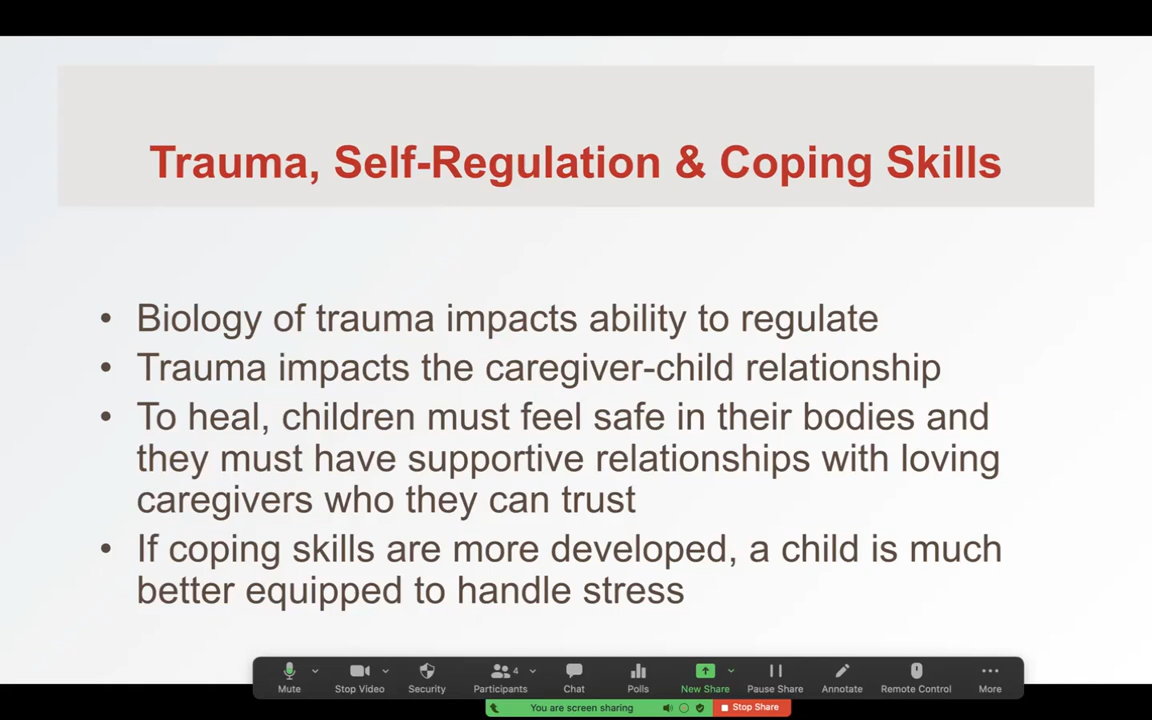 Trauma, Self-Regulation & Coping Skills
• Biology of trauma impacts ability to regulate
• Trauma impacts the caregiver-child relationship
• To heal, children must feel safe in their bodies and
they must have supportive relationships with loving
caregivers who they can trust
• If coping skills are more developed, a child is much
better equipped to handle stress
4
Mute Stop Video Security Participants Chat Polls New Share Pause Share Annotate Remote Control More
You are screen sharing Stop Share